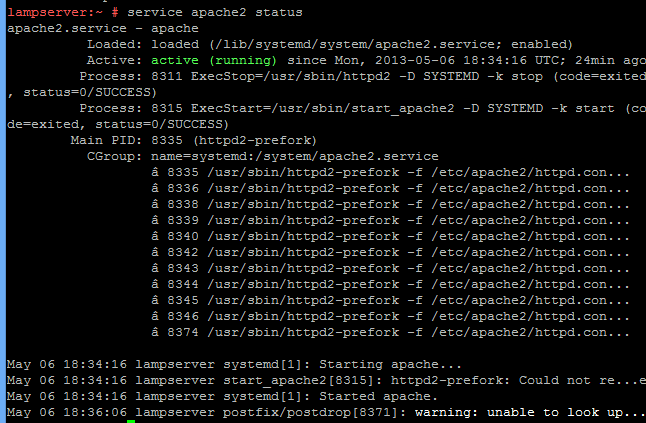 lampserver:~ # service apache2 status
apache2.service - apache
Loaded: loaded (/lib/systemd/system/apache2.service; enabled)
Active: active (running) since Mon, 2013-05-06 18:34:16 UTC; 24min ago
Process: 8311 ExecStop=/usr/sbin/httpd2 -D SYSTEMD -k stop (code=exited
, status=0/SUCCESS)
Process: 8315 ExecStart=/usr/sbin/start_apache2 -D SYSTEMD -k start (co
de=exited, status=0/SUCCESS)
Main PID: 8335 (httpd2-prefork)
CGroup: name=systemd:/system/apache2.service
â 8335 /usr/sbin/httpd2-prefork -f /etc/apache2/httpd.con...
â 8336 /usr/sbin/httpd2-prefork -f /etc/apache2/httpd.con...
â 8338 /usr/sbin/httpd2-prefork -f /etc/apache2/httpd.con...
â 8339 /usr/sbin/httpd2-prefork -f /etc/apache2/httpd.con...
â 8340 /usr/sbin/httpd2-prefork -f /etc/apache2/httpd.con...
â 8342 /usr/sbin/httpd2-prefork -f /etc/apache2/httpd.con...
â 8343 /usr/sbin/httpd2-prefork -f /etc/apache2/httpd.con...
â 8344 /usr/sbin/httpd2-prefork -f /etc/apache2/httpd.con...
â 8345 /usr/sbin/httpd2-prefork -f /etc/apache2/httpd.con...
â 8346 /usr/sbin/httpd2-prefork -f /etc/apache2/httpd.con...
â 8374 /usr/sbin/httpd2-prefork -f /etc/apache2/httpd.con...
May 06 18:34:16 lampserver systemd[1]: Starting apache...
May 06 18:34:16 lampserver start_apache2[8315]: httpd2-prefork: Could not re...e
May 06 18:34:16 lampserver systemd[1]: Started apache.
May 06 18:36:06 lampserver postfix/postdrop[8371]: warning: unable to look up...